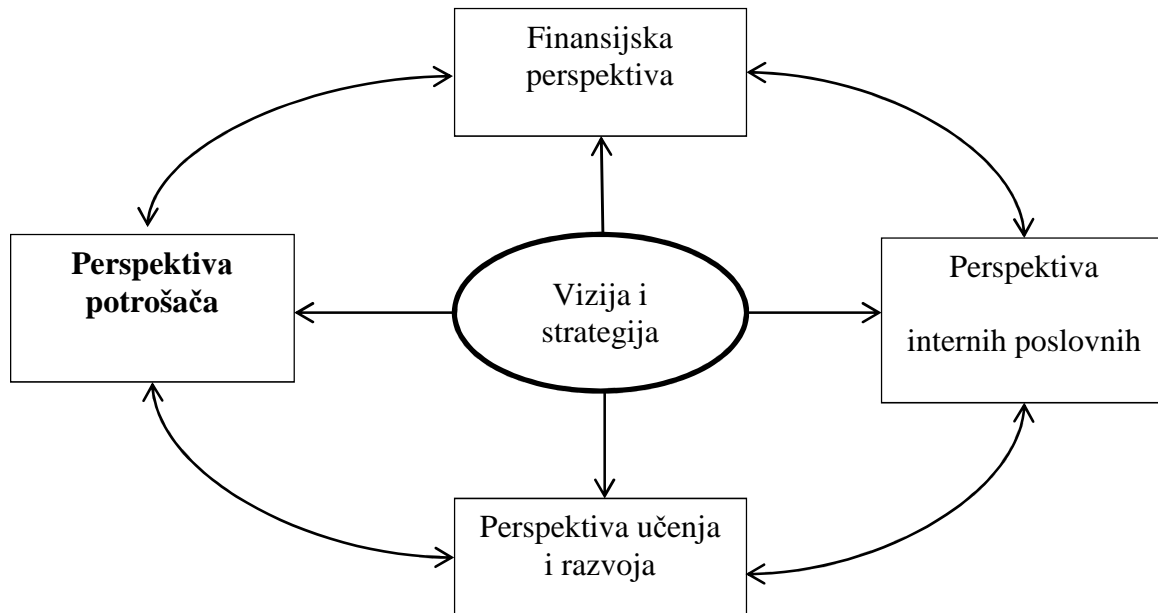 Finansijska
perspektiva
Perspektiva
potrošača
Vizija i
strategija
Perspektiva
internih poslovnih
Perspektiva učenja
i razvoja